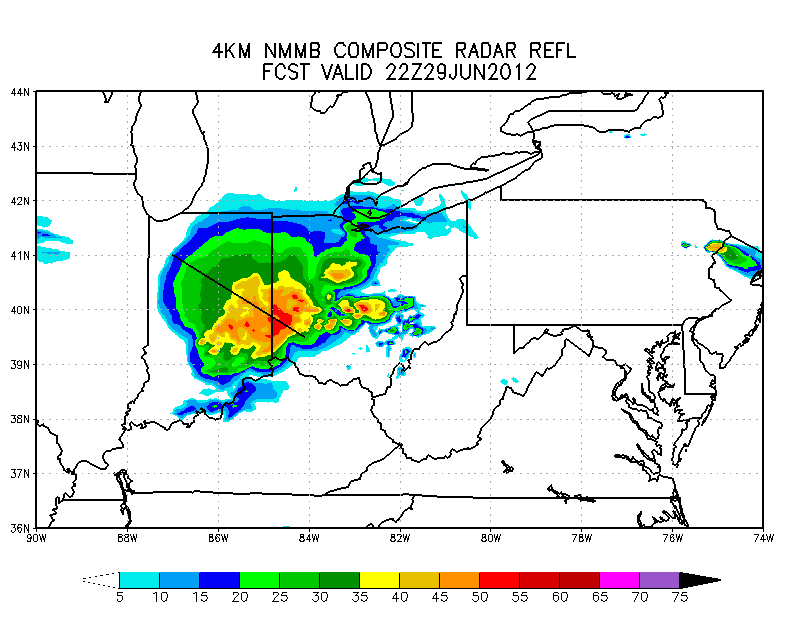 4KM NMMB COMPOSITE RADAR REFL
FCST VALID 22Z29JUN2012
44N
43N
42N
41N
40N
39N
38N
37N
36N
90W 88W 86W 84W 82W 80W 78W 76W 74W
5 10 15 20 25 30 35 40 45 50 55 60 65 70 75